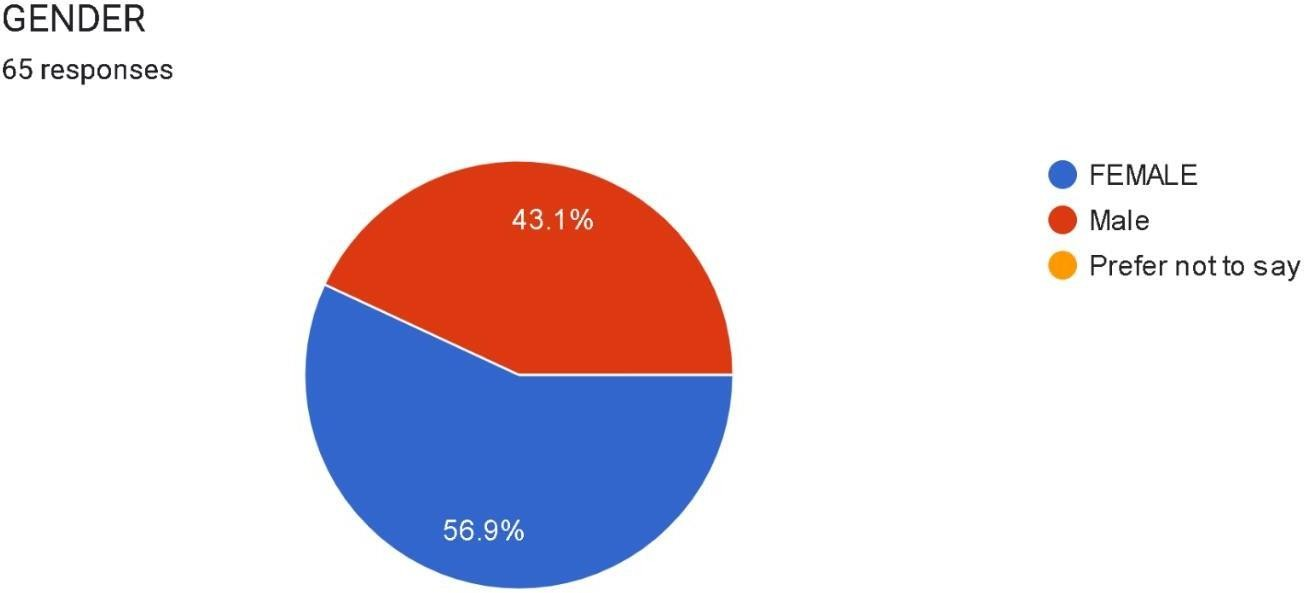 GENDER
65 responses
43.1%
56.9%
FEMALE
Male
Prefer not to say